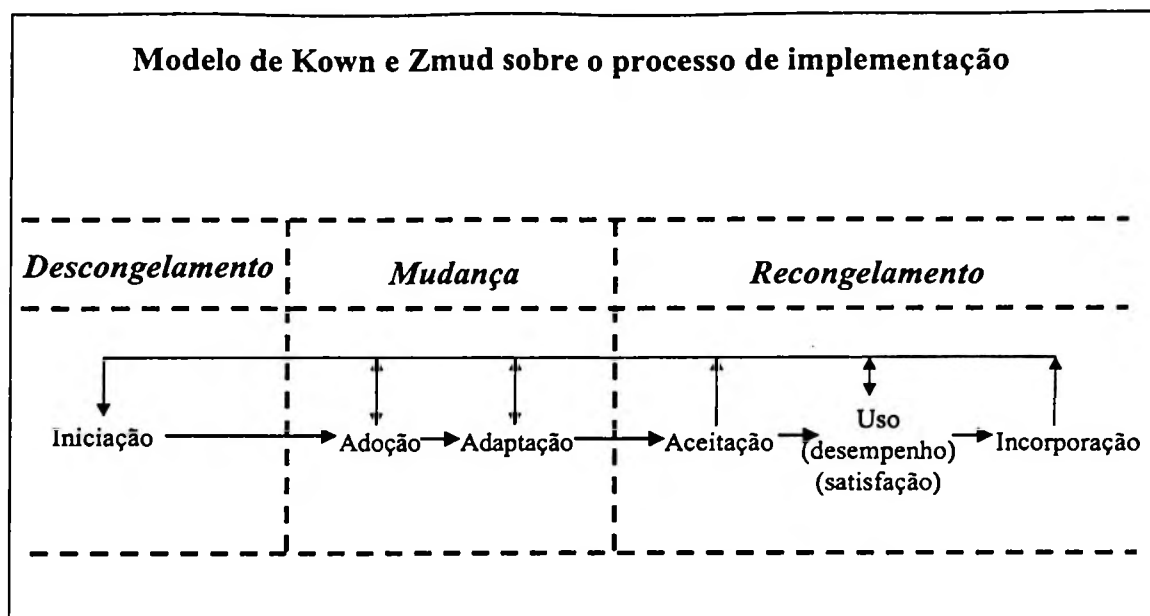 Modelo de Kown e Zmud sobre o processo de implementação
Descongelamento
Mudança
Recongelamento
Iniciação
Adoção
Adaptação
Aceitação
Uso
(desempenho)
(satisfação)
Incorporação